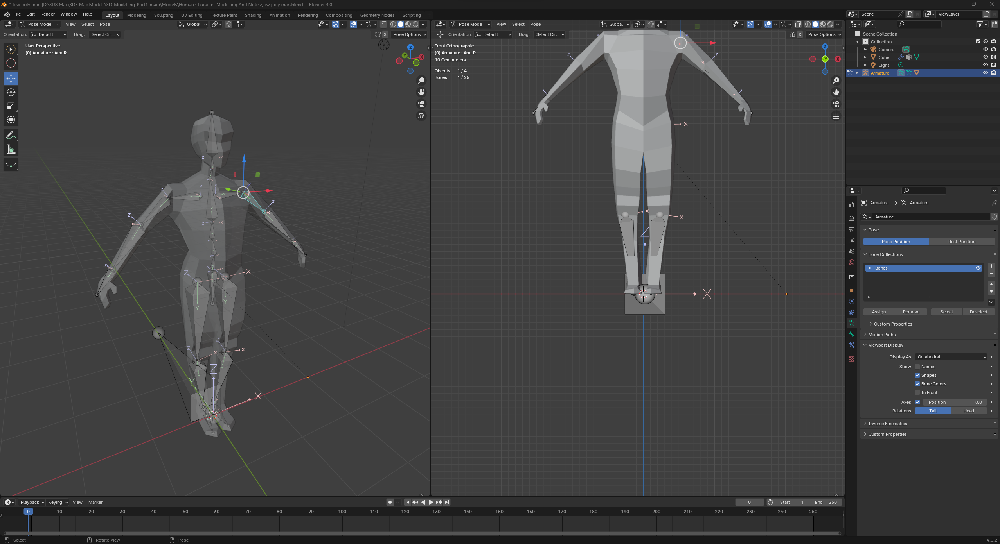 * low poly man [D:\3DS Max\3DS Max Models\3D_Modelling_Port1-main\Models\Human Character Modelling And Notes\low poly man.blend] - Blender 4.0
File Edit Render Window Help Layout Modeling Sculpting UV Editing Texture Paint Shading Animation Rendering Compositing Geometry Nodes Scripting +
Scene ViewLayer
Pose Mode View Select Pose Global
Orientation: Default Drag: Select Cir... X Pose Options
User Perspective
(0) Armature : Arm.R
Z
Y X
Z X
Y
Z
X
Z X
Y
Z X
Pose Mode View Select Pose Global
Orientation: Default Drag: Select Cir... X Pose Options
Front Orthographic
(0) Armature : Arm.R
10 Centimeters
Objects 1 / 4
Bones 1 / 25
Z
-Y X
X
X X
Z
X
Scene Collection
Collection
Camera
Cube
Light
Armature
Armature > Armature
Armature
Pose
Pose Position Rest Position
Bone Collections
Bones
Assign Remove Select Deselect
Custom Properties
Motion Paths
Viewport Display
Display As Octahedral
Show Names
Shapes
Bone Colors
In Front
Axes Position 0.0
Relations Tail Head
Inverse Kinematics
Custom Properties
Playback Keying View Marker 0 Start 1 End 250
0 10 20 30 40 50 60 70 80 90 100 110 120 130 140 150 160 170 180 190 200 210 220 230 240 250
Select Rotate View Pose 4.0.2